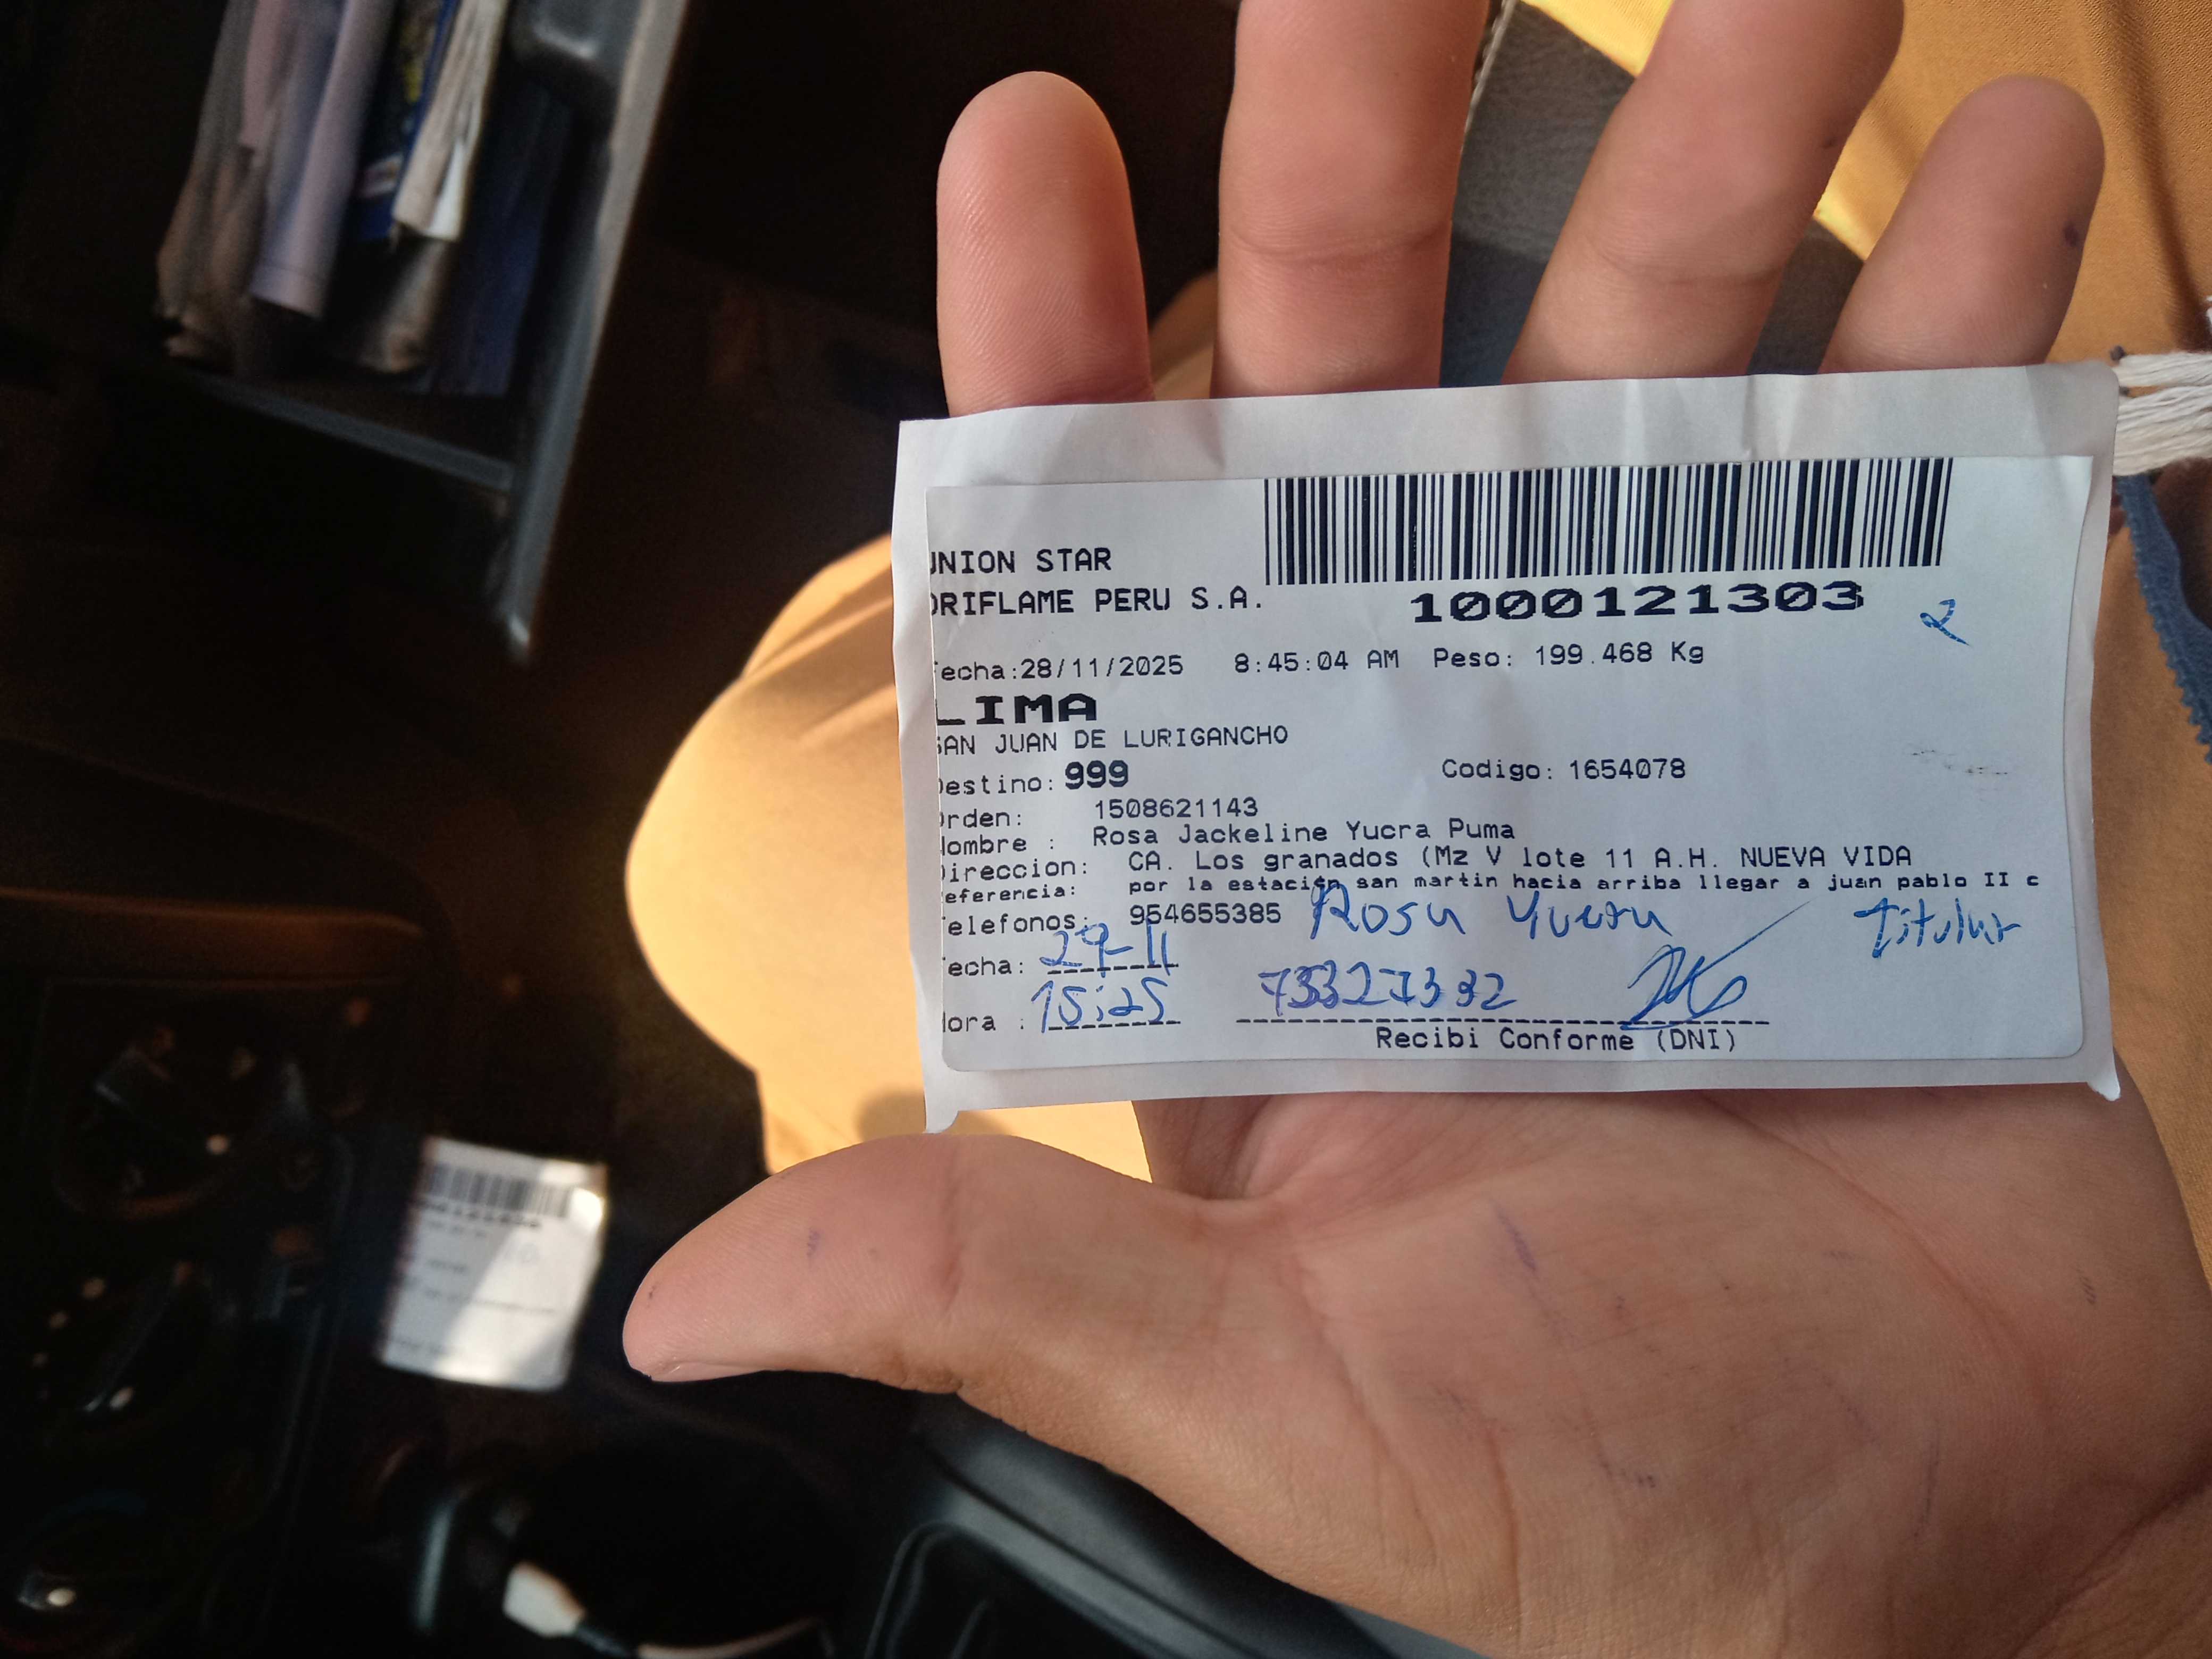 UNION STAR
ORIFLAME PERU S.A.
1000121303
2
Fecha:28/11/2025 8:45:04 AM Peso: 199.468 Kg
LIMA
SAN JUAN DE LURIGANCHO
Destino: 999 Codigo: 1654078
Orden: 1508621143
Nombre : Rosa Jackeline Yucra Puma
Direccion: CA. Los granados (Mz V lote 11 A.H. NUEVA VIDA
Referencia: por la estación san martin hacia arriba llegar a juan pablo II c
Telefonos: 954655385 Rosa Yucra Titular
Fecha: 29-11
Hora : 15:25 73327332
Recibi Conforme (DNI)